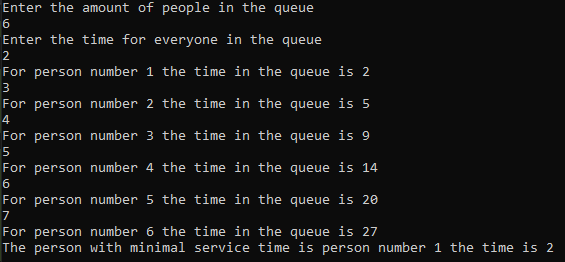 Enter the amount of people in the queue
6
Enter the time for everyone in the queue
2
For person number 1 the time in the queue is 2
3
For person number 2 the time in the queue is 5
4
For person number 3 the time in the queue is 9
5
For person number 4 the time in the queue is 14
6
For person number 5 the time in the queue is 20
7
For person number 6 the time in the queue is 27
The person with minimal service time is person number 1 the time is 2